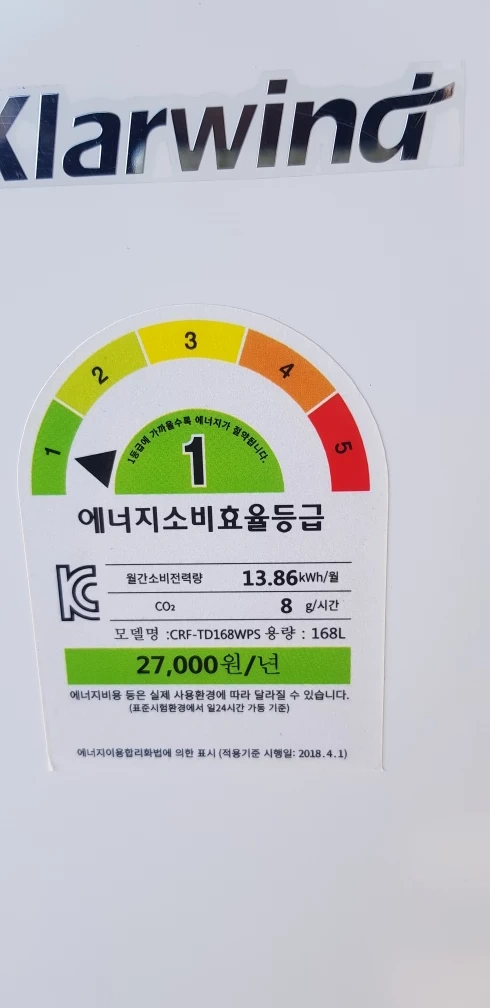 Klarwind
1
2
3
4
5
1등급에 가까울수록 에너지가 절약됩니다.
1
에너지소비효율등급
월간소비전력량 13.86kWh/월
CO₂ 8 g/시간
모델명 :CRF-TD168WPS 용량 : 168L
27,000원/년
에너지비용 등은 실제 사용환경에 따라 달라질 수 있습니다.
(표준시험환경에서 일24시간 가동 기준)
에너지이용합리화법에 의한 표시 (적용기준 시행일: 2018.4.1)